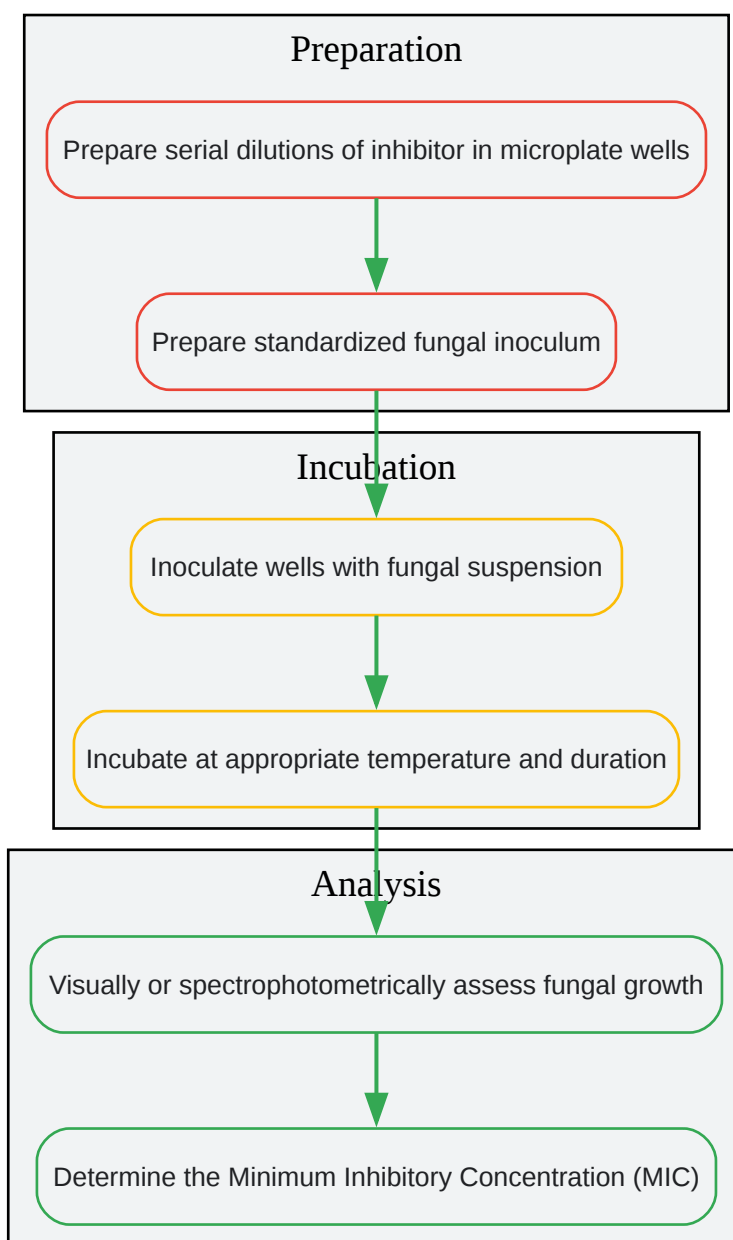 Preparation
Prepare serial dilutions of inhibitor in microplate wells
Prepare standardized fungal inoculum
Incubation
Inoculate wells with fungal suspension
Incubate at appropriate temperature and duration
Analysis
Visually or spectrophotometrically assess fungal growth
Determine the Minimum Inhibitory Concentration (MIC)